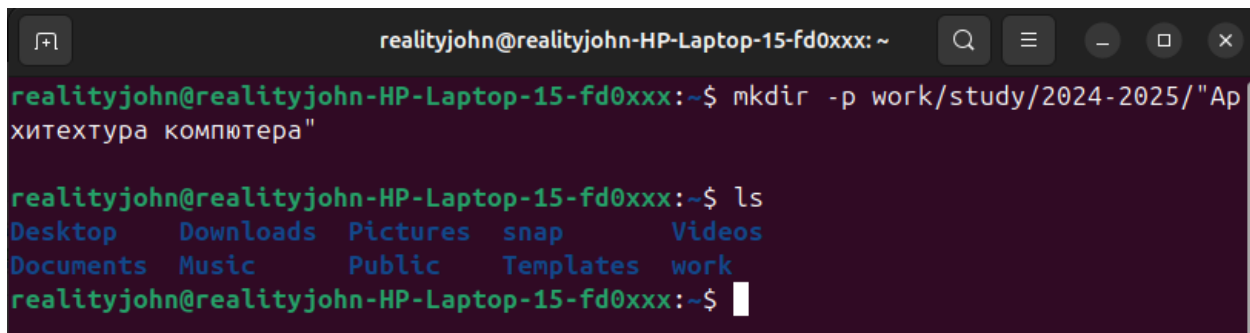 realityjohn@realityjohn-HP-Laptop-15-fd0xxx: ~
realityjohn@realityjohn-HP-Laptop-15-fd0xxx:~$ mkdir -p work/study/2024-2025/"Ар
хитехтура компютера"
realityjohn@realityjohn-HP-Laptop-15-fd0xxx:~$ ls
Desktop Downloads Pictures snap Videos
Documents Music Public Templates work
realityjohn@realityjohn-HP-Laptop-15-fd0xxx:~$